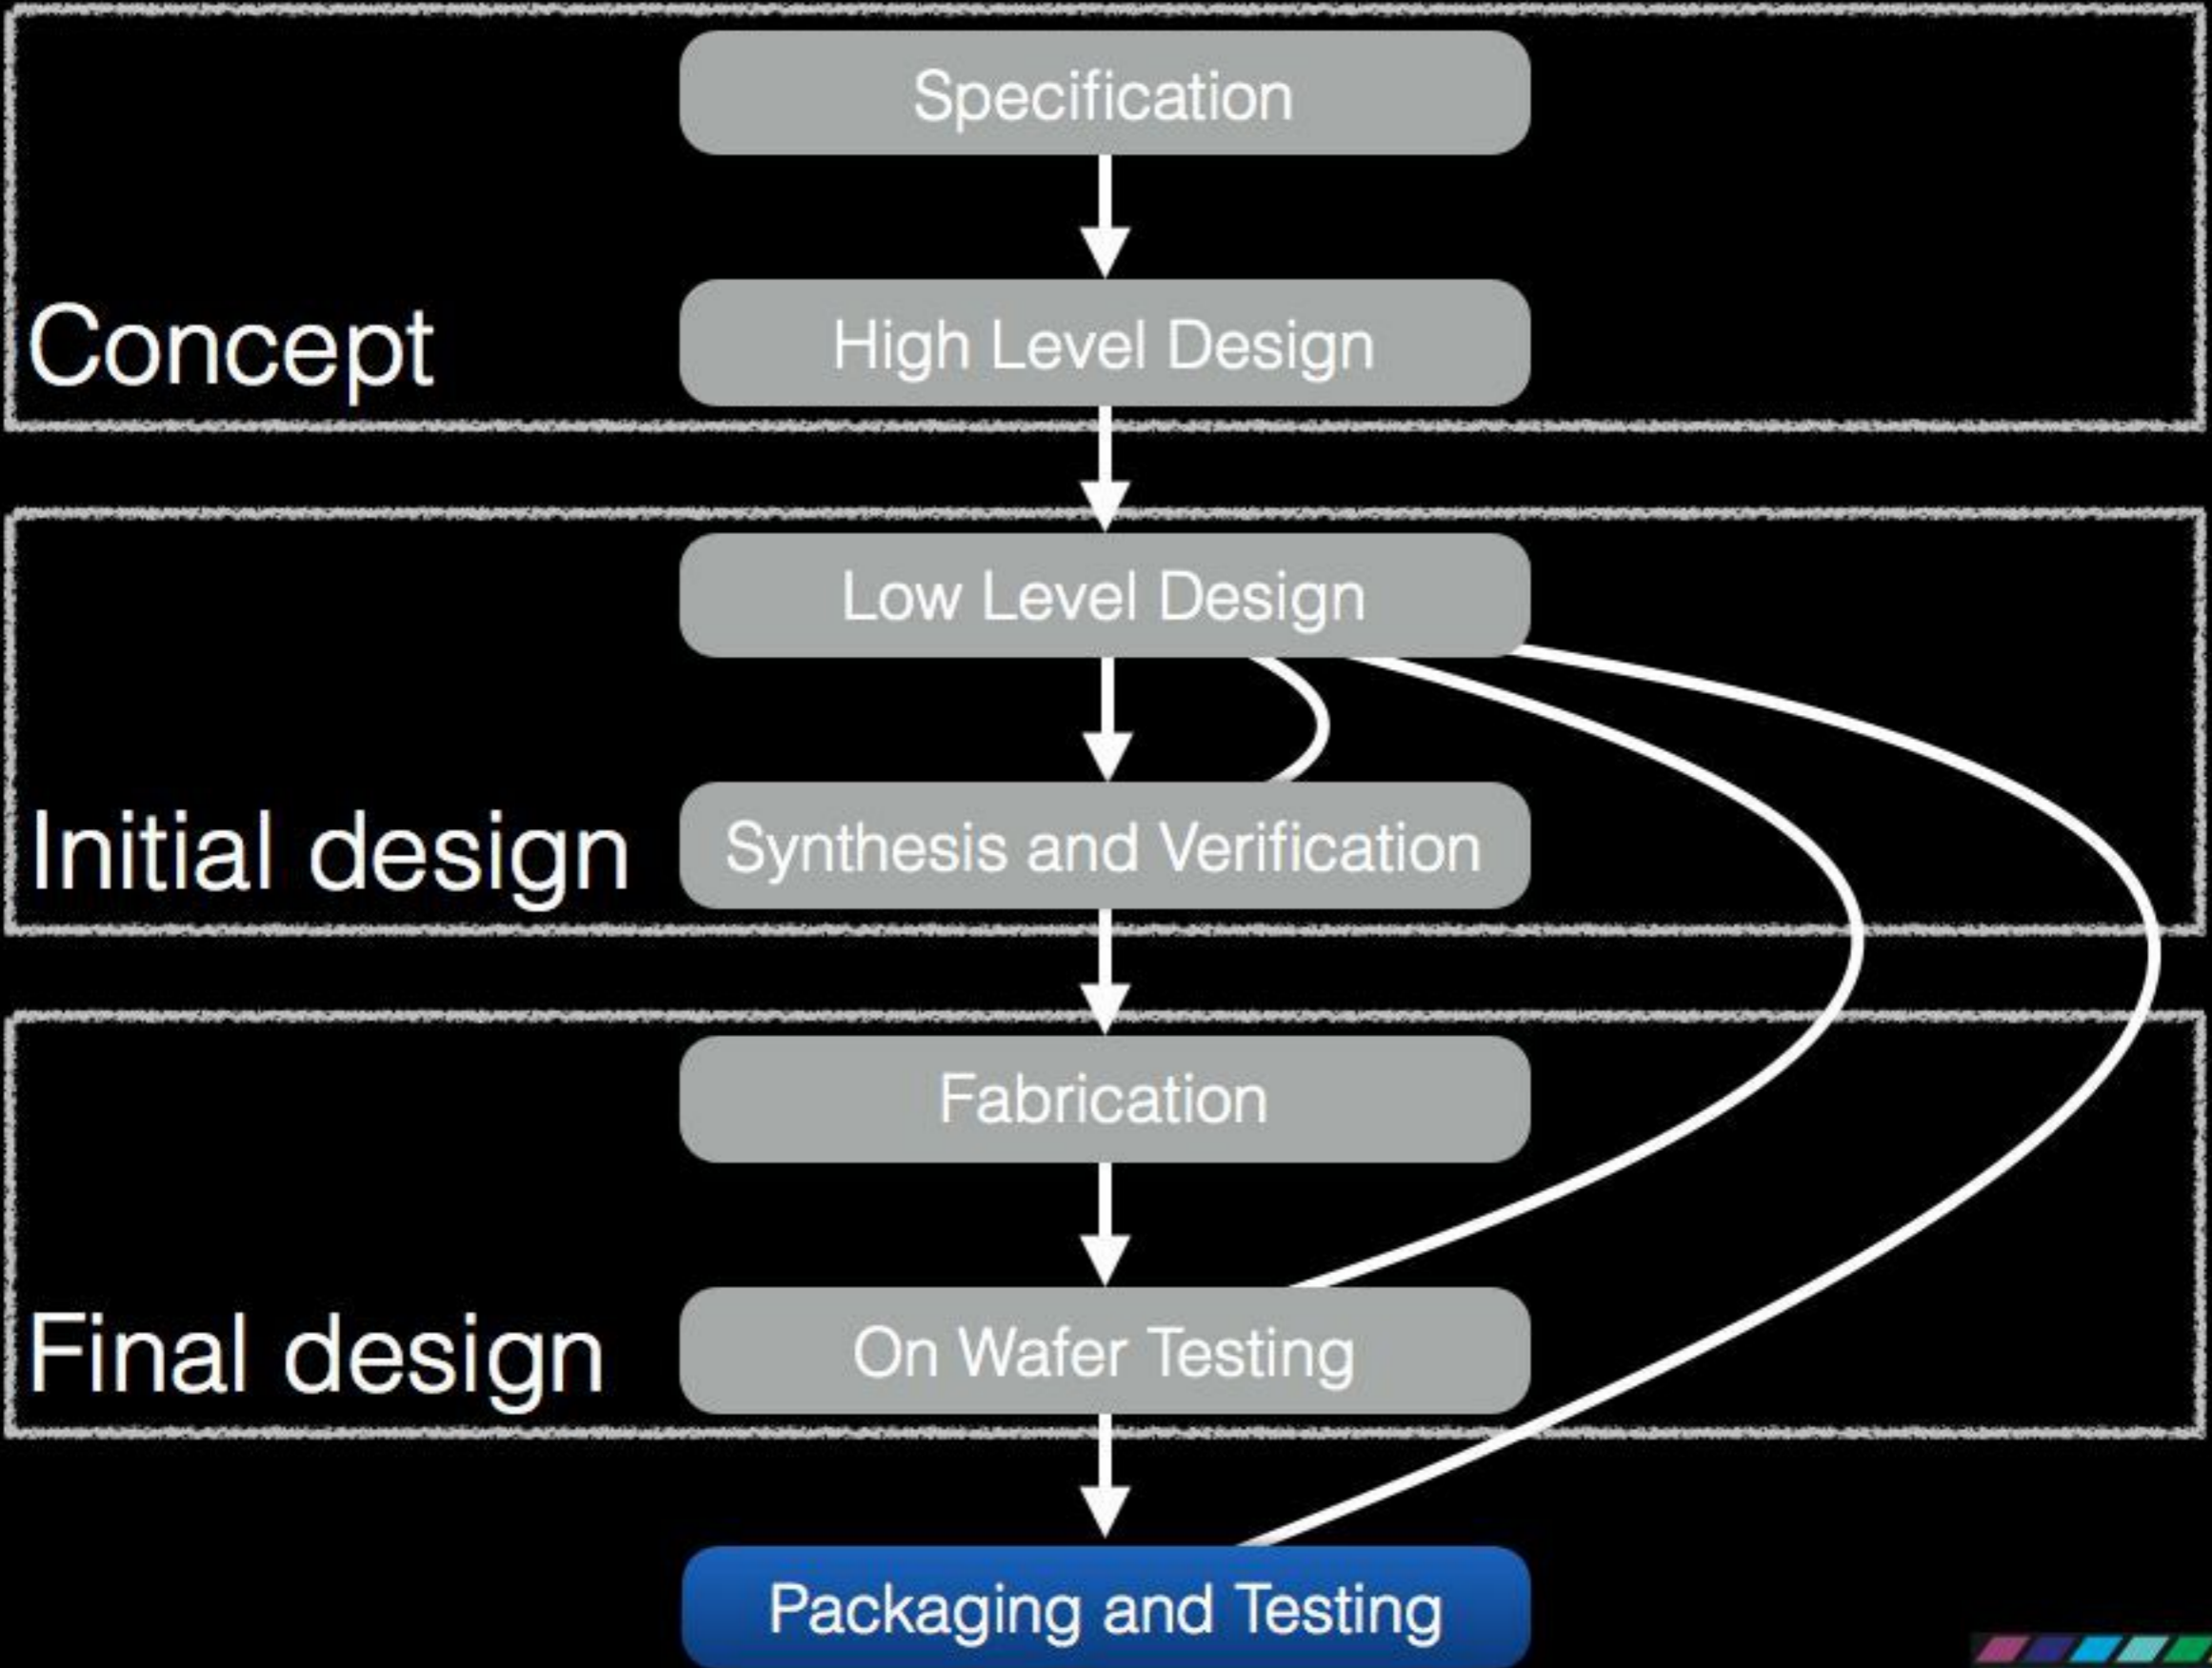 Specification
High Level Design
Concept
Low Level Design
Synthesis and Verification
Initial design
Fabrication
On Wafer Testing
Final design
Packaging and Testing